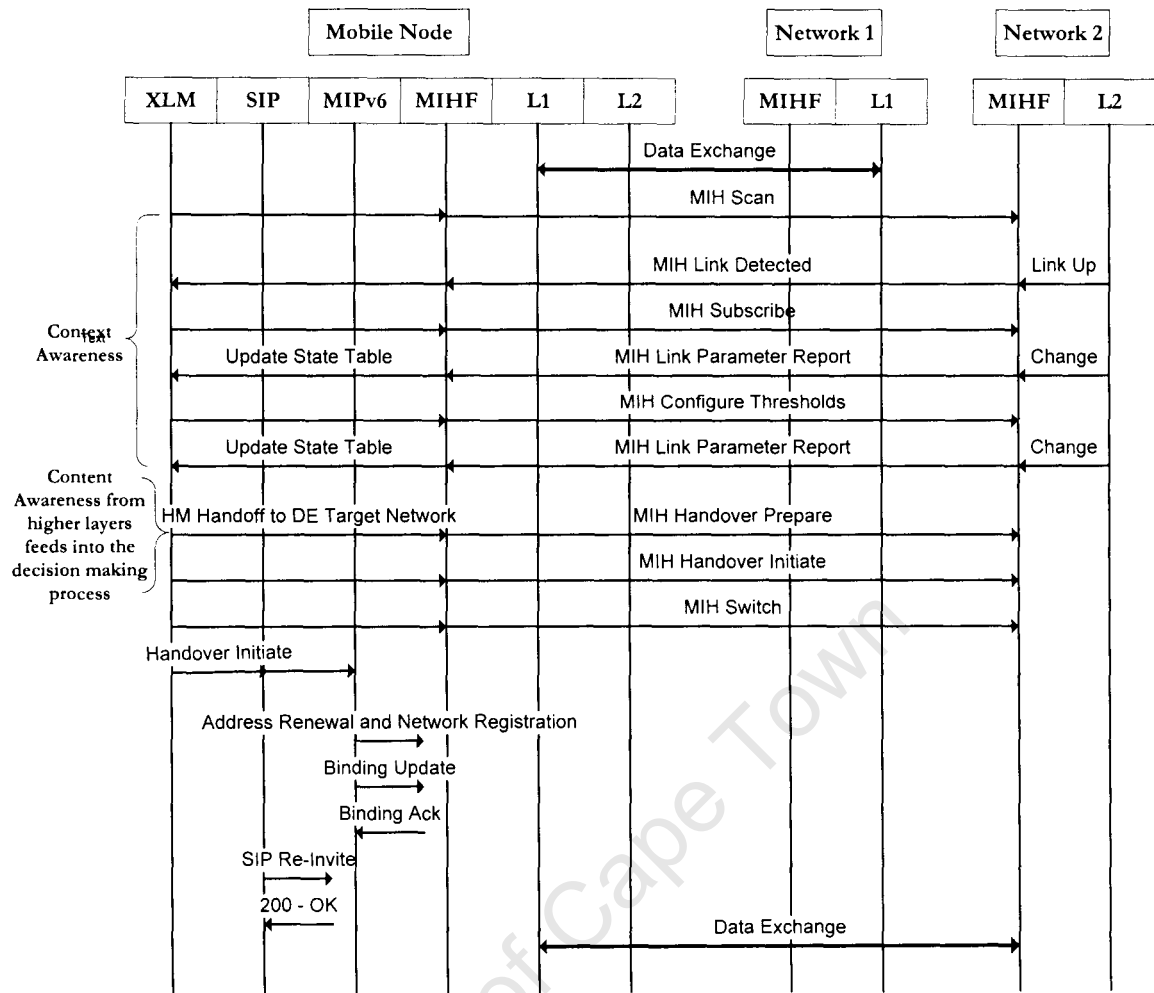 Mobile Node
Network 1
Network 2
XLM SIP MIPv6 MIHF L1 L2 MIHF L1 MIHF L2
Data Exchange
MIH Scan
MIH Link Detected
Link Up
MIH Subscribe
Context
Text
Awareness
Update State Table
MIH Link Parameter Report
Change
MIH Configure Thresholds
Update State Table
MIH Link Parameter Report
Change
Content
Awareness from
higher layers
feeds into the
decision making
process
HM Handoff to DE Target Network
MIH Handover Prepare
MIH Handover Initiate
MIH Switch
Handover Initiate
Address Renewal and Network Registration
Binding Update
Binding Ack
SIP Re-Invite
200 - OK
Data Exchange
of Cape Town